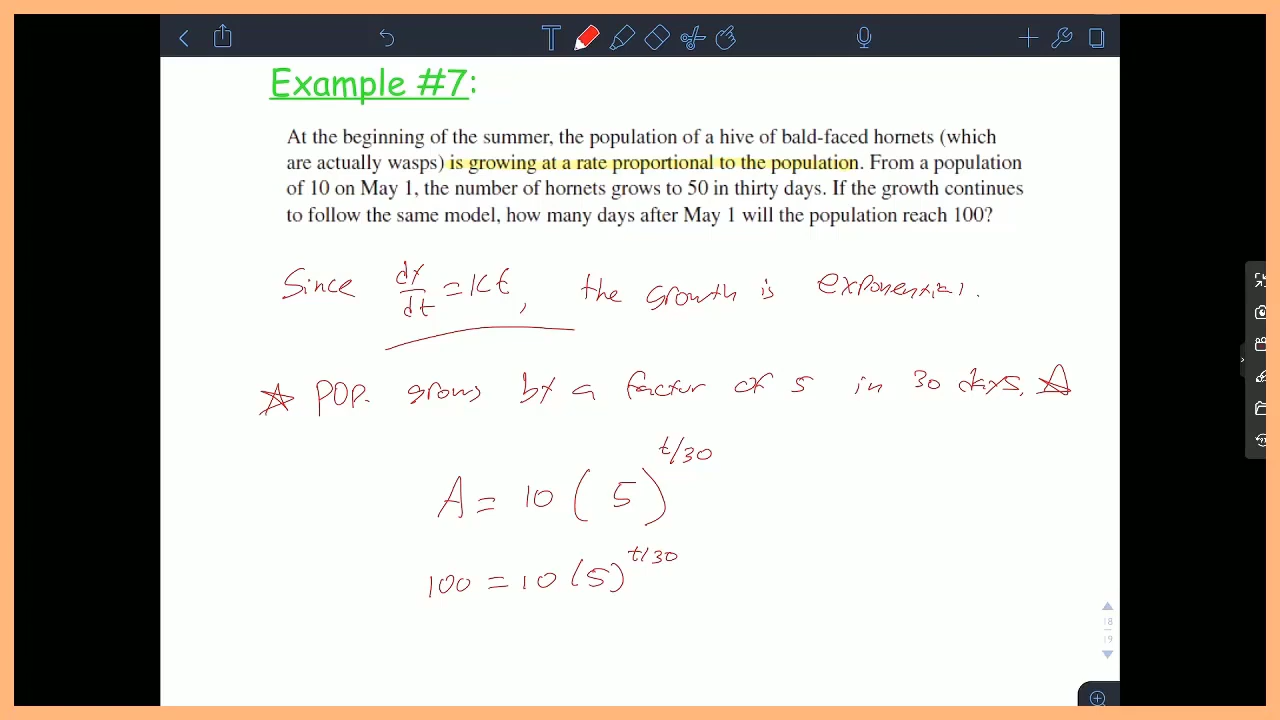 Example #7:
At the beginning of the summer, the population of a hive of bald-faced hornets (which
are actually wasps) is growing at a rate proportional to the population. From a population
of 10 on May 1, the number of hornets grows to 50 in thirty days. If the growth continues
to follow the same model, how many days after May 1 will the population reach 100?
Since dy/dt = kt, the growth is exponential.
☆ POP. grows by a factor of 5 in 30 days. ☆
A = 10 ( 5 )^t/30
100 = 10 (5)^t/30
18
19